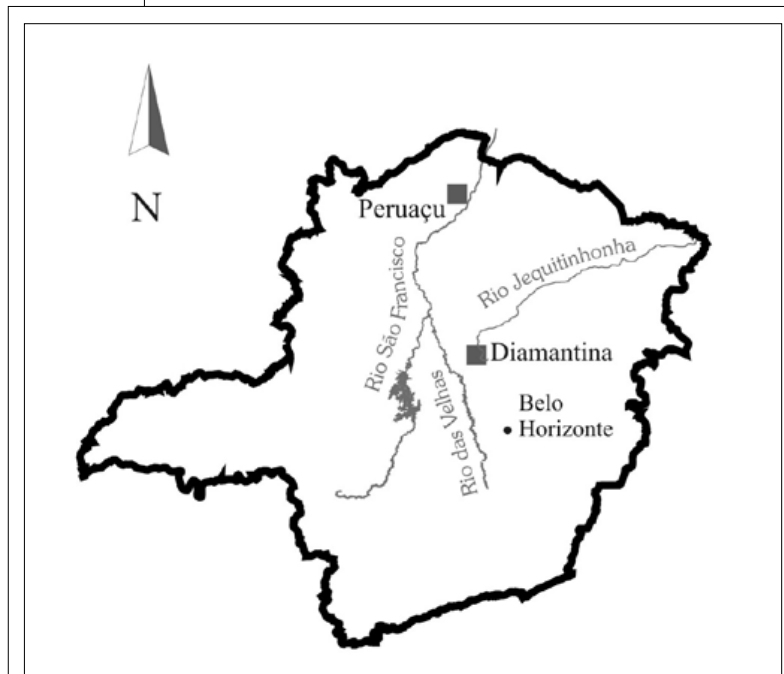 N
Peruaçu
Rio São Francisco
Rio Jequitinhonha
Diamantina
Rio das Velhas
Belo
Horizonte